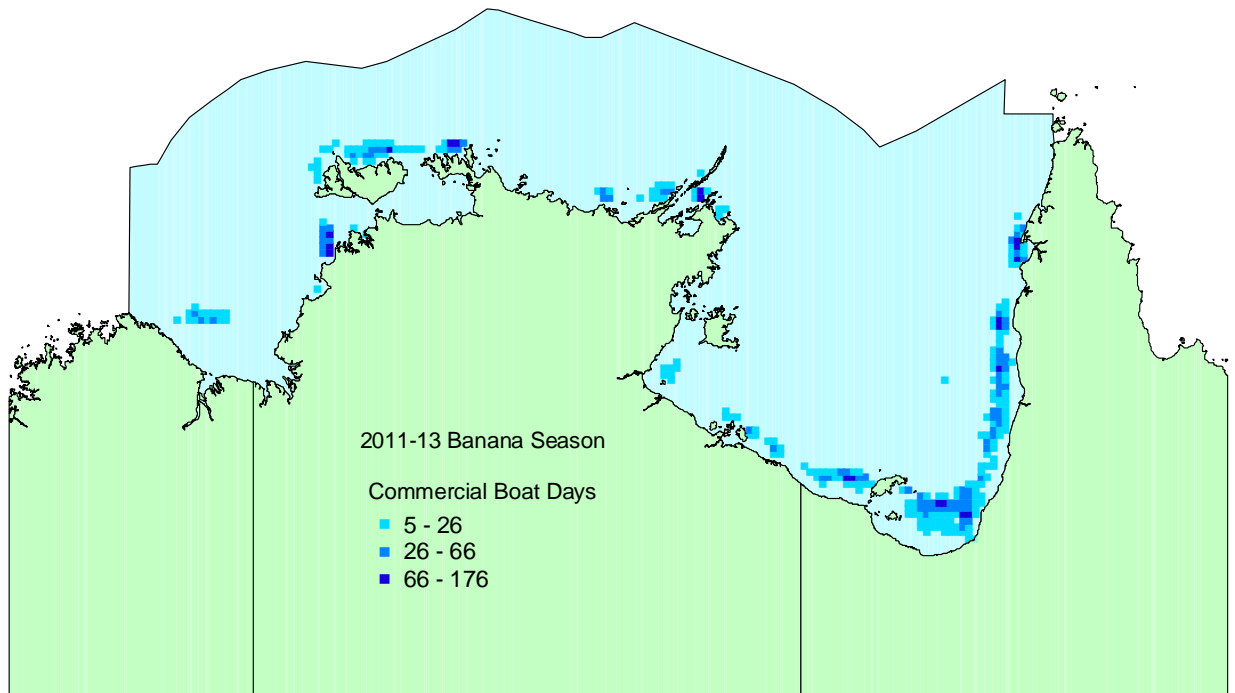 2011-13 Banana Season
Commercial Boat Days
5 - 26
26 - 66
66 - 176